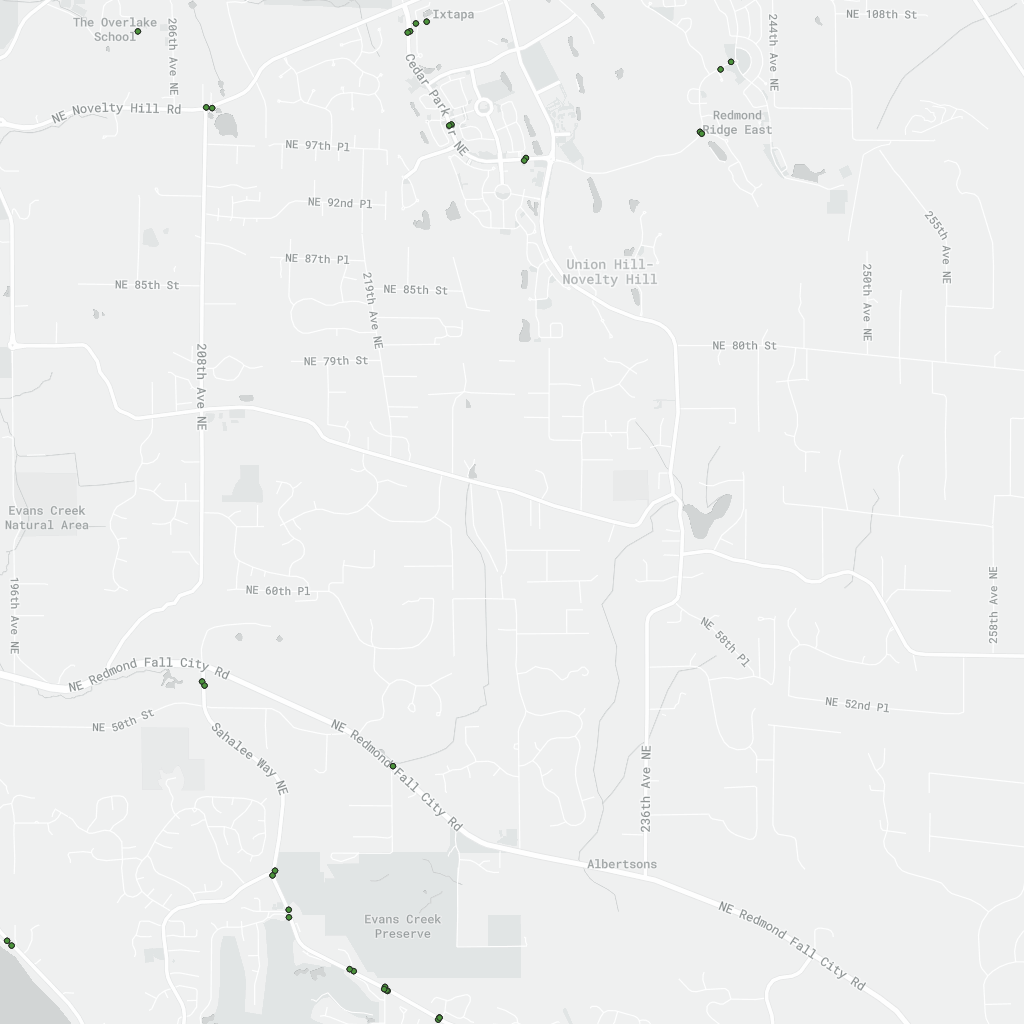 The Overlake
School
206th Ave NE
Ixtapa
244th Ave NE
NE 108th St
NE Novelty Hill Rd
Cedar Park
r NE
Redmond
Ridge East
NE 97th Pl
NE 92nd Pl
255th Ave NE
NE 87th Pl
NE 85th St
219th Ave NE
NE 85th St
Union Hill-
Novelty Hill
250th Ave NE
208th Ave NE
NE 79th St
NE 80th St
Evans Creek
Natural Area
196th Ave NE
NE 60th Pl
258th Ave NE
NE 58th Pl
NE Redmond Fall City Rd
NE 50th St
Sahalee Way NE
NE Redmond Fall City Rd
NE 52nd Pl
236th Ave NE
Albertsons
Evans Creek
Preserve
NE Redmond Fall City Rd